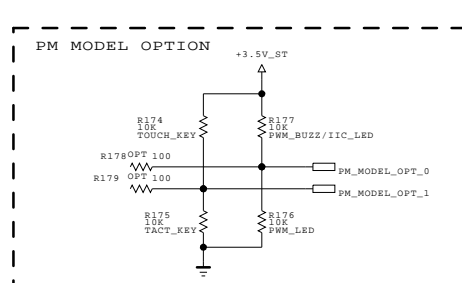 PM MODEL OPTION
+3.5V_ST
R174
10K
TOUCH_KEY
R177
10K
PWM_BUZZ/IIC_LED
R178 OPT 100
PM_MODEL_OPT_0
R179 OPT 100
PM_MODEL_OPT_1
R175
10K
TACT_KEY
R176
10K
PWM_LED